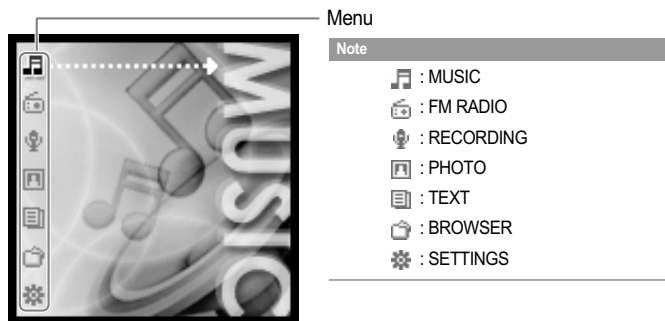 Menu
Note
: MUSIC
: FM RADIO
: RECORDING
: PHOTO
: TEXT
: BROWSER
: SETTINGS
MUSIC